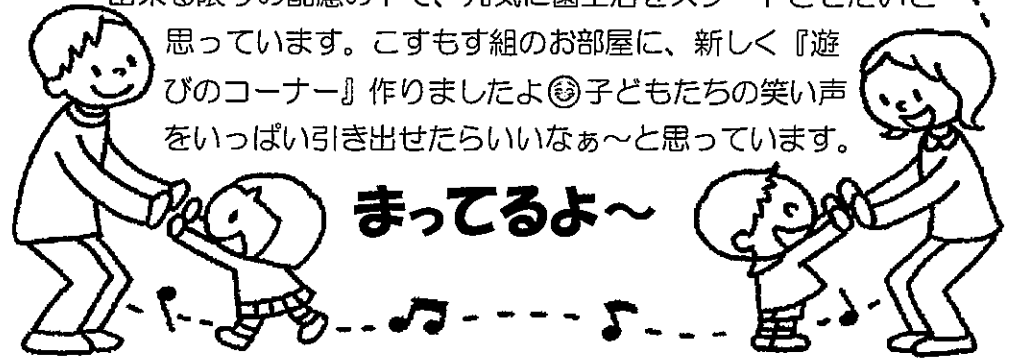 思っています。こすもす組のお部屋に、新しく『遊
びのコーナー』作りましたよ😄子どもたちの笑い声
をいっぱい引き出せたらいいなぁ～と思っています。
まってるよ～